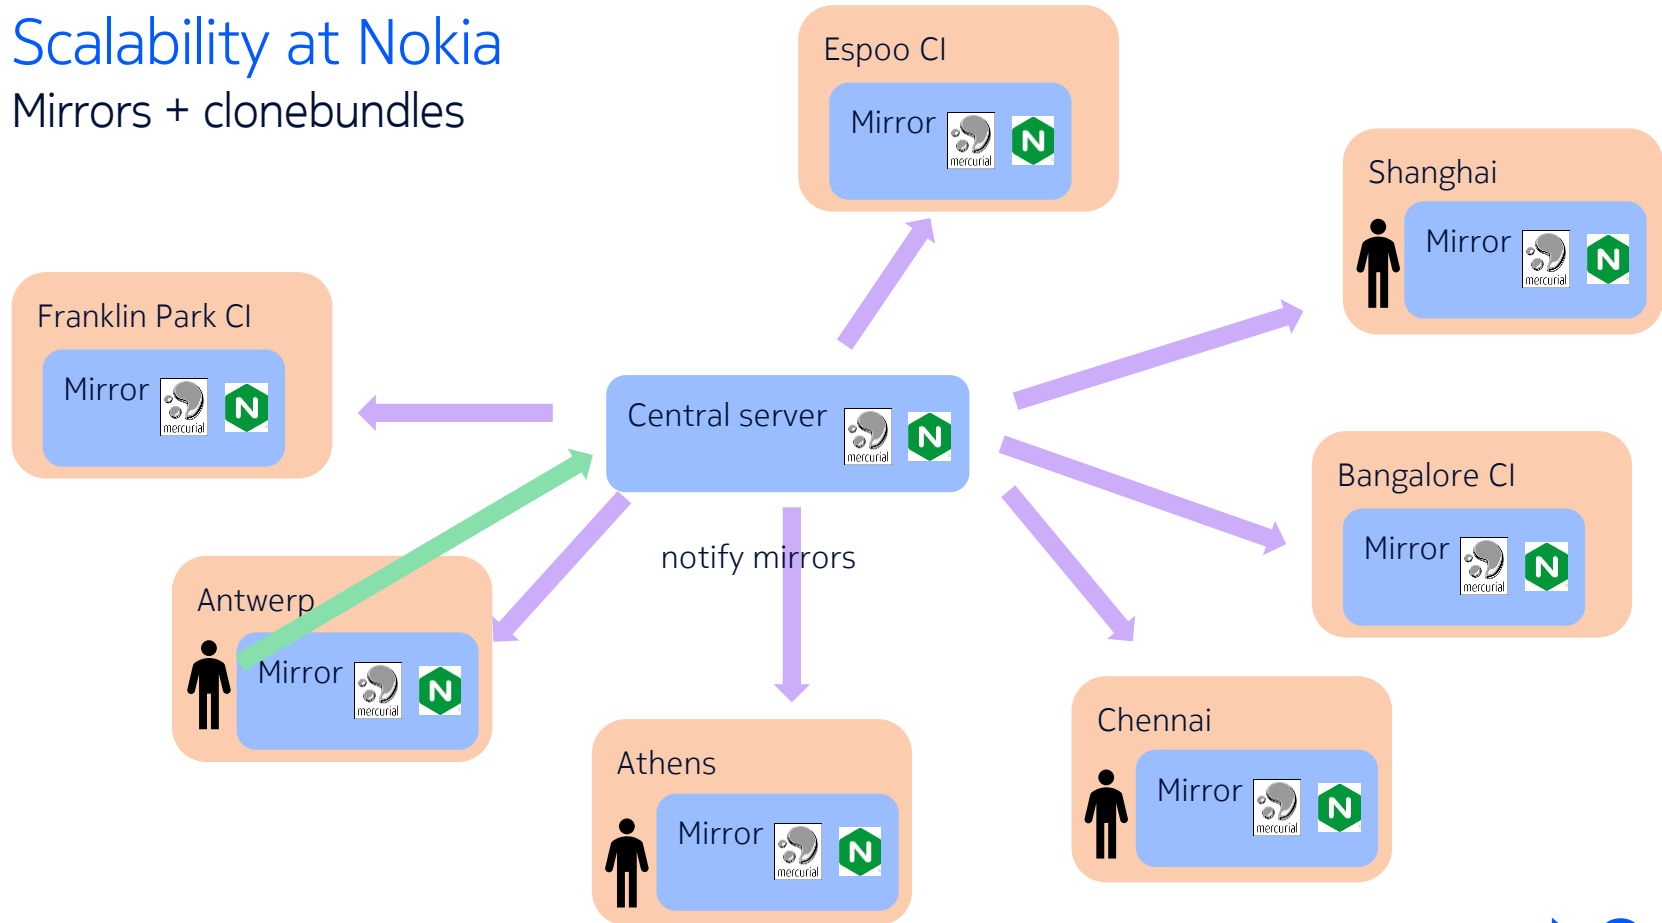 Scalability at Nokia
Mirrors + clonebundles
Espoo CI
Mirror
mercurial
N
Shanghai
Mirror
mercurial
N
Franklin Park CI
Mirror
mercurial
N
Central server
mercurial
N
Bangalore CI
Mirror
mercurial
N
notify mirrors
Antwerp
Mirror
mercurial
N
Athens
Mirror
mercurial
N
Chennai
Mirror
mercurial
N